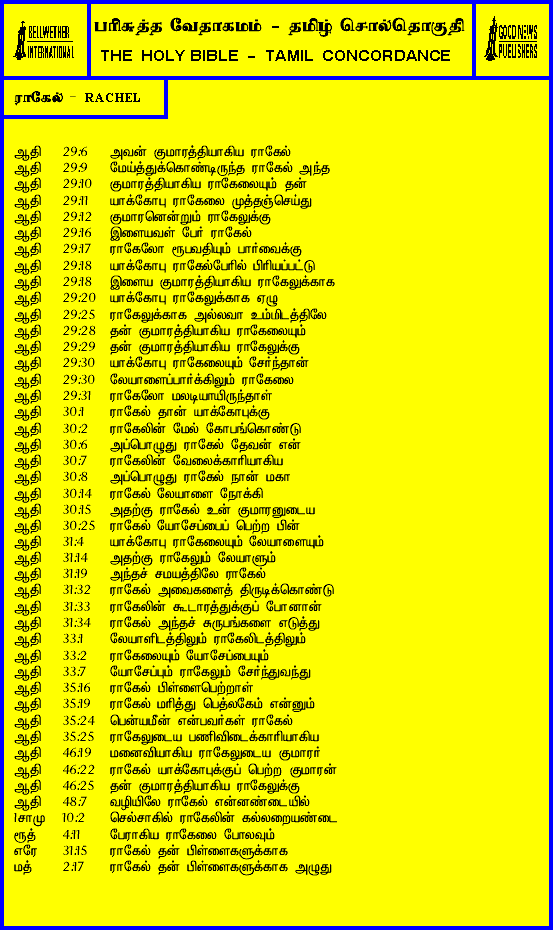 BELLWETHER
INTERNATIONAL
பரிசுத்த வேதாகமம் - தமிழ் சொல்தொகுதி
THE HOLY BIBLE - TAMIL CONCORDANCE
GOOD NEWS
PUBLISHERS
ராகேல் - RACHEL
ஆதி 29:6 அவன் குமாரத்தியாகிய ராகேல்
ஆதி 29:9 மேய்த்துக்கொண்டிருந்த ராகேல் அந்த
ஆதி 29:10 குமாரத்தியாகிய ராகேலையும் தன்
ஆதி 29:11 யாக்கோபு ராகேலை முத்தஞ்செய்து
ஆதி 29:12 குமாரனென்றும் ராகேலுக்கு
ஆதி 29:16 இளையவள் பேர் ராகேல்
ஆதி 29:17 ராகேலோ ரூபவதியும் பார்வைக்கு
ஆதி 29:18 யாக்கோபு ராகேல்பேரில் பிரியப்பட்டு
ஆதி 29:18 இளைய குமாரத்தியாகிய ராகேலுக்காக
ஆதி 29:20 யாக்கோபு ராகேலுக்காக ஏழு
ஆதி 29:25 ராகேலுக்காக அல்லவா உம்மிடத்திலே
ஆதி 29:28 தன் குமாரத்தியாகிய ராகேலையும்
ஆதி 29:29 தன் குமாரத்தியாகிய ராகேலுக்கு
ஆதி 29:30 யாக்கோபு ராகேலையும் சேர்ந்தான்
ஆதி 29:30 லேயாளைப்பார்க்கிலும் ராகேலை
ஆதி 29:31 ராகேலோ மலடியாயிருந்தாள்
ஆதி 30:1 ராகேல் தான் யாக்கோபுக்கு
ஆதி 30:2 ராகேலின் மேல் கோபங்கொண்டு
ஆதி 30:6 அப்பொழுது ராகேல் தேவன் என்
ஆதி 30:7 ராகேலின் வேலைக்காரியாகிய
ஆதி 30:8 அப்பொழுது ராகேல் நான் மகா
ஆதி 30:14 ராகேல் லேயாளை நோக்கி
ஆதி 30:15 அதற்கு ராகேல் உன் குமாரனுடைய
ஆதி 30:25 ராகேல் யோசேப்பைப் பெற்ற பின்
ஆதி 31:4 யாக்கோபு ராகேலையும் லேயாளையும்
ஆதி 31:14 அதற்கு ராகேலும் லேயாளும்
ஆதி 31:19 அந்தச் சமயத்திலே ராகேல்
ஆதி 31:32 ராகேல் அவைகளைத் திருடிக்கொண்டு
ஆதி 31:33 ராகேலின் கூடாரத்துக்குப் போனான்
ஆதி 31:34 ராகேல் அந்தச் சுருபங்களை எடுத்து
ஆதி 33:1 லேயாளிடத்திலும் ராகேலிடத்திலும்
ஆதி 33:2 ராகேலையும் யோசேப்பையும்
ஆதி 33:7 யோசேப்பும் ராகேலும் சேர்ந்துவந்து
ஆதி 35:16 ராகேல் பிள்ளைபெற்றாள்
ஆதி 35:19 ராகேல் மரித்து பெத்லகேம் என்னும்
ஆதி 35:24 பென்யமீன் என்பவர்கள் ராகேல்
ஆதி 35:25 ராகேலுடைய பணிவிடைக்காரியாகிய
ஆதி 46:19 மனைவியாகிய ராகேலுடைய குமாரர்
ஆதி 46:22 ராகேல் யாக்கோபுக்குப் பெற்ற குமாரன்
ஆதி 46:25 தன் குமாரத்தியாகிய ராகேலுக்கு
ஆதி 48:7 வழியிலே ராகேல் என்னண்டையில்
1சாமு 10:2 செல்சாகில் ராகேலின் கல்லறையண்டை
ரூத் 4:11 பேராகிய ராகேலை போலவும்
எரே 31:15 ராகேல் தன் பிள்ளைகளுக்காக
மத் 2:17 ராகேல் தன் பிள்ளைகளுக்காக அழுது